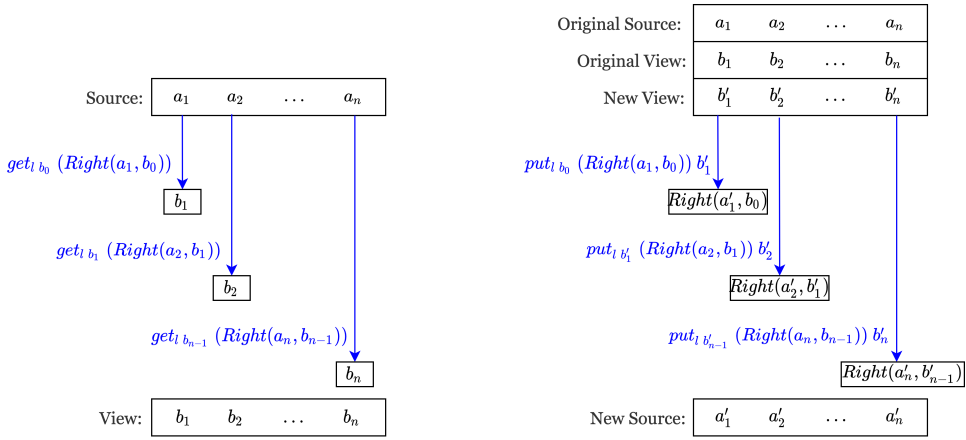 Source: a₁ a₂ … aₙ
get_{l b₀} (Right(a₁, b₀))
b₁
get_{l b₁} (Right(a₂, b₁))
b₂
get_{l bₙ₋₁} (Right(aₙ, bₙ₋₁))
bₙ
View: b₁ b₂ … bₙ
Original Source: a₁ a₂ … aₙ
Original View: b₁ b₂ … bₙ
New View: b′₁ b′₂ … b′ₙ
put_{l b₀} (Right(a₁, b₀)) b′₁
Right(a′₁, b₀)
put_{l b′₁} (Right(a₂, b₁)) b′₂
Right(a′₂, b′₁)
put_{l b′ₙ₋₁} (Right(aₙ, bₙ₋₁)) b′ₙ
Right(a′ₙ, b′ₙ₋₁)
New Source: a′₁ a′₂ … a′ₙ